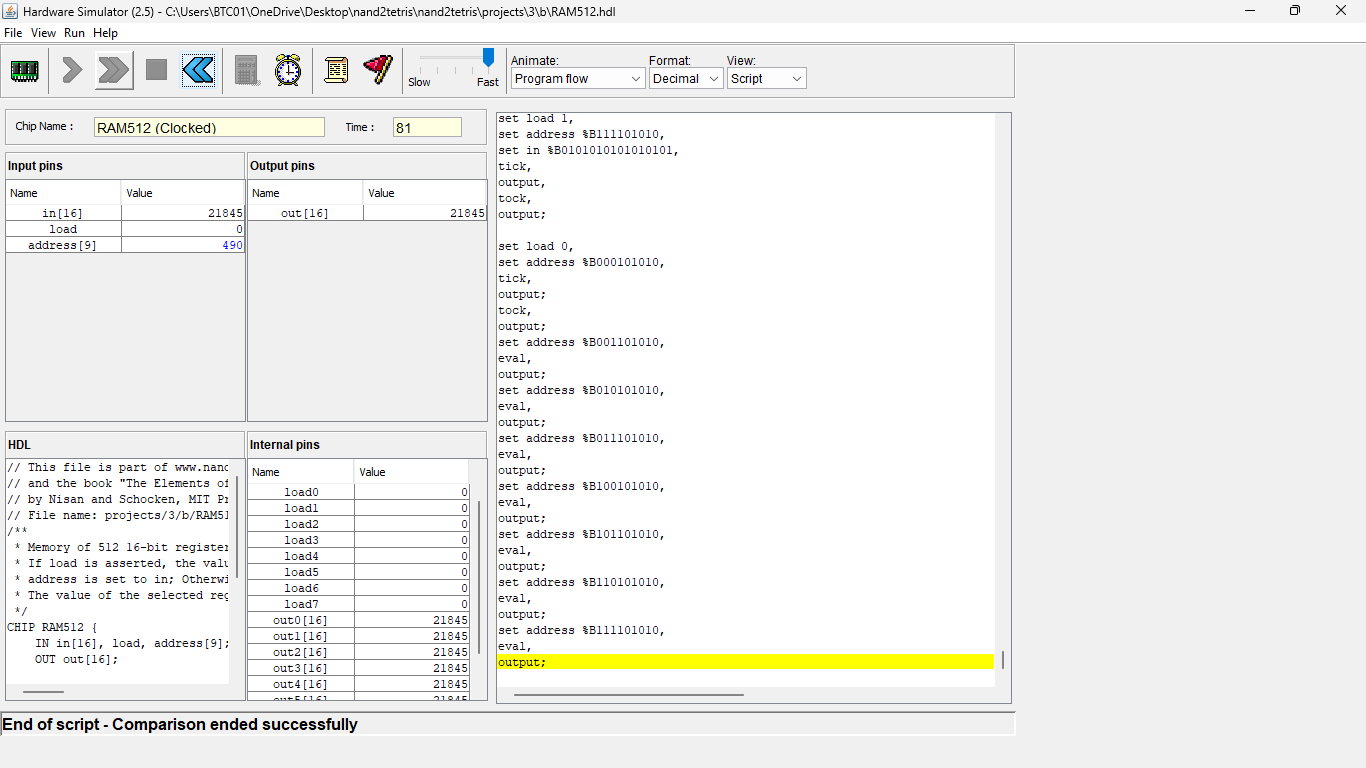 Hardware Simulator (2.5) - C:\Users\BTC01\OneDrive\Desktop\nand2tetris\nand2tetris\projects\3\b\RAM512.hdl
File View Run Help
Slow Fast
Animate: Format: View:
Program flow Decimal Script
Chip Name : RAM512 (Clocked) Time : 81
Input pins
Name Value
in[16] 21845
load 0
address[9] 490
Output pins
Name Value
out[16] 21845
HDL
// This file is part of www.nand
// and the book "The Elements of
// by Nisan and Schocken, MIT Pr
// File name: projects/3/b/RAM51
/**
* Memory of 512 16-bit register
* If load is asserted, the valu
* address is set to in; Otherwi
* The value of the selected reg
*/
CHIP RAM512 {
IN in[16], load, address[9];
OUT out[16];
Internal pins
Name Value
load0 0
load1 0
load2 0
load3 0
load4 0
load5 0
load6 0
load7 0
out0[16] 21845
out1[16] 21845
out2[16] 21845
out3[16] 21845
out4[16] 21845
out5[16] 21845
set load 1,
set address %B111101010,
set in %B0101010101010101,
tick,
output,
tock,
output;
set load 0,
set address %B000101010,
tick,
output;
tock,
output;
set address %B001101010,
eval,
output;
set address %B010101010,
eval,
output;
set address %B011101010,
eval,
output;
set address %B100101010,
eval,
output;
set address %B101101010,
eval,
output;
set address %B110101010,
eval,
output;
set address %B111101010,
eval,
output;
End of script - Comparison ended successfully